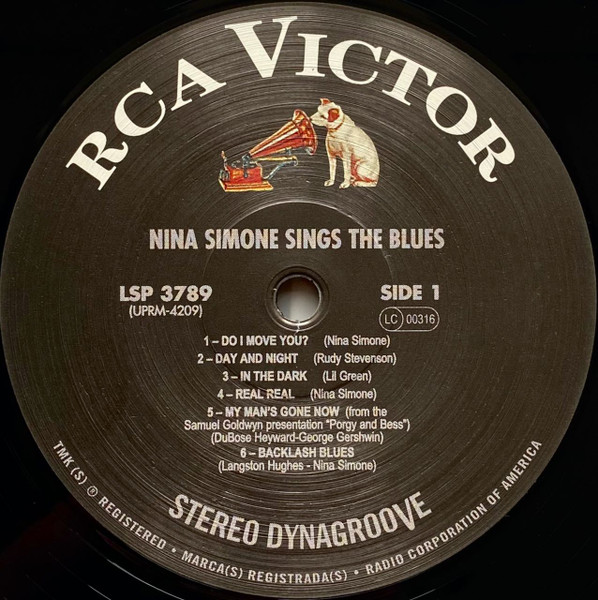 RCA VICTOR
NINA SIMONE SINGS THE BLUES
LSP 3789
(UPRM-4209)
SIDE 1
LC 00316
1 – DO I MOVE YOU? (Nina Simone)
2 – DAY AND NIGHT (Rudy Stevenson)
3 – IN THE DARK (Lil Green)
4 – REAL REAL (Nina Simone)
5 – MY MAN'S GONE NOW (from the
Samuel Goldwyn presentation "Porgy and Bess")
(DuBose Heyward-George Gershwin)
6 – BACKLASH BLUES
(Langston Hughes - Nina Simone)
STEREO DYNAGROOVE
TMK (S) ® REGISTERED • MARCA(S) REGISTRADA(S) • RADIO CORPORATION OF AMERICA